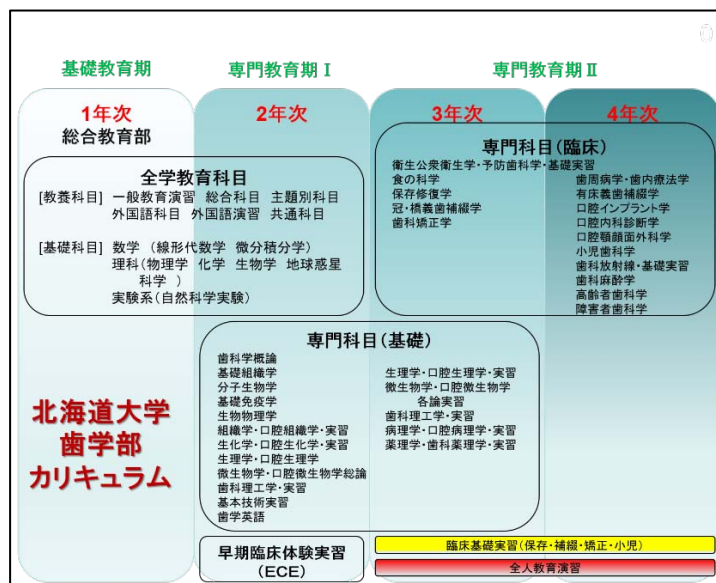 基礎教育期
専門教育期Ⅰ
専門教育期Ⅱ
1年次
総合教育部
2年次
3年次
4年次
全学教育科目
[教養科目] 一般教育演習 総合科目 主題別科目
外国語科目 外国語演習 共通科目
[基礎科目] 数学 (線形代数学 微分積分学)
理科(物理学 化学 生物学 地球惑星
科学 )
実験系(自然科学実験)
専門科目(臨床)
衛生公衆衛生学・予防歯科学・基礎実習
食の科学
保存修復学
冠・橋義歯補綴学
歯科矯正学
歯周病学・歯内療法学
有床義歯補綴学
口腔インプラント学
口腔内科診断学
口腔顎顔面外科学
小児歯科学
歯科放射線・基礎実習
歯科麻酔学
高齢者歯科学
障害者歯科学
専門科目(基礎)
歯科学概論
基礎組織学
分子生物学
基礎免疫学
生物物理学
組織学・口腔組織学・実習
生化学・口腔生化学・実習
生理学・口腔生理学
微生物学・口腔微生物学総論
歯科理工学・実習
基本技術実習
歯学英語
生理学・口腔生理学・実習
微生物学・口腔微生物学
各論実習
歯科理工学・実習
病理学・口腔病理学・実習
薬理学・歯科薬理学・実習
北海道大学
歯学部
カリキュラム
早期臨床体験実習
(ECE)
臨床基礎実習(保存・補綴・矯正・小児)
全人教育演習